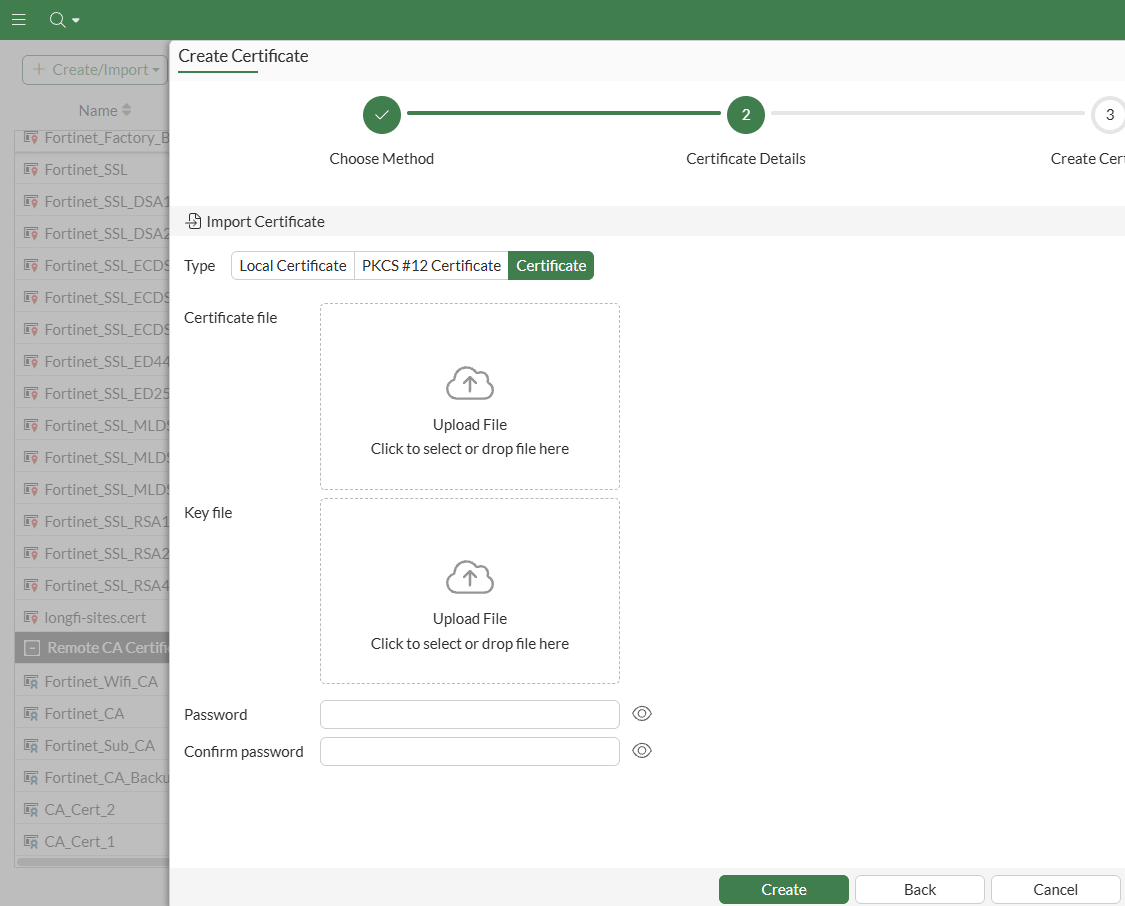 Create Certificate
Create/Import
Name
Fortinet_Factory_B
Fortinet_SSL
Fortinet_SSL_DSA1
Fortinet_SSL_DSA2
Fortinet_SSL_ECDS
Fortinet_SSL_ECDS
Fortinet_SSL_ECDS
Fortinet_SSL_ED44
Fortinet_SSL_ED25
Fortinet_SSL_MLDS
Fortinet_SSL_MLDS
Fortinet_SSL_MLDS
Fortinet_SSL_RSA1
Fortinet_SSL_RSA2
Fortinet_SSL_RSA4
longfi-sites.cert
Remote CA Certifi
Fortinet_Wifi_CA
Fortinet_CA
Fortinet_Sub_CA
Fortinet_CA_Backu
CA_Cert_2
CA_Cert_1
2
3
Choose Method
Certificate Details
Create Cer
Import Certificate
Type
Local Certificate
PKCS #12 Certificate
Certificate
Certificate file
Upload File
Click to select or drop file here
Key file
Upload File
Click to select or drop file here
Password
Confirm password
Create
Back
Cancel